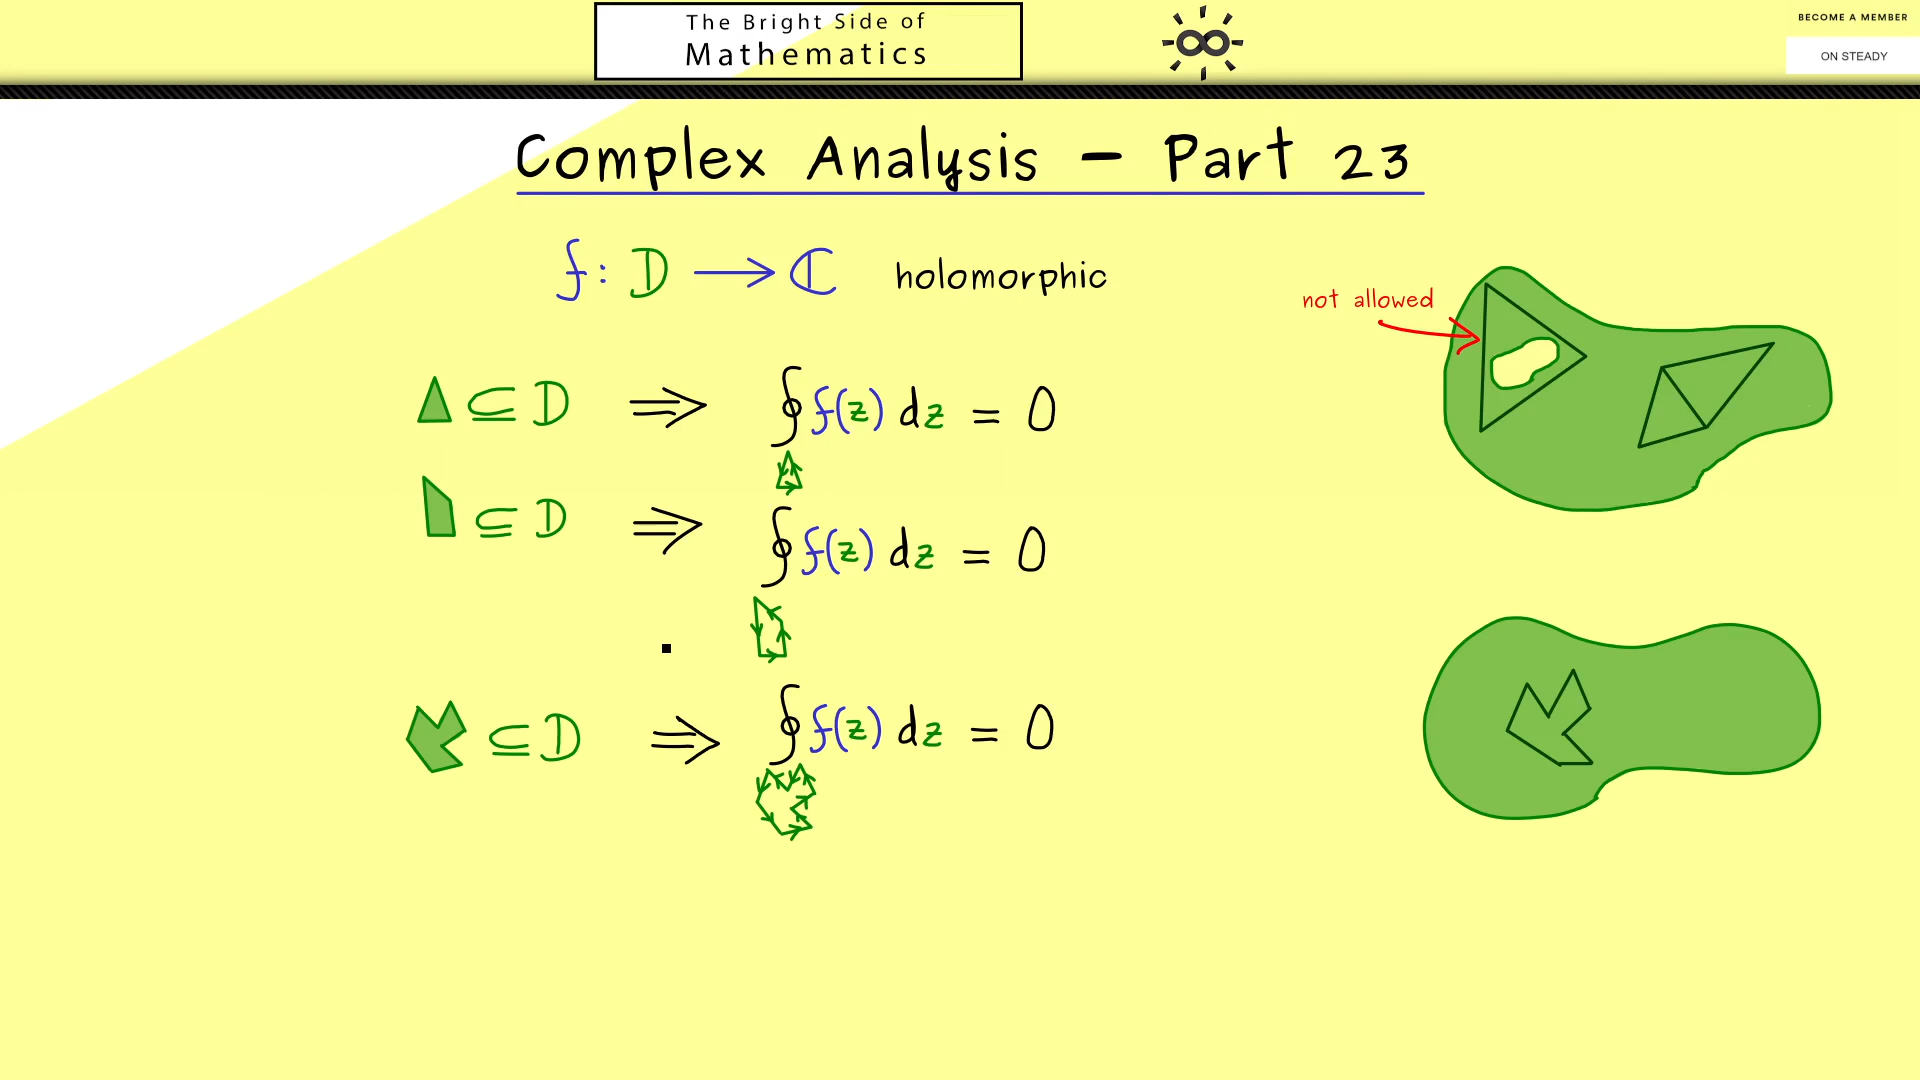 The Bright Side of
Mathematics
BECOME A MEMBER
ON STEADY
Complex Analysis – Part 23
f: D → ℂ holomorphic
not allowed
⊆ D ⇒ ∮ f(z) dz = 0
⊆ D ⇒ ∮ f(z) dz = 0
⊆ D ⇒ ∮ f(z) dz = 0